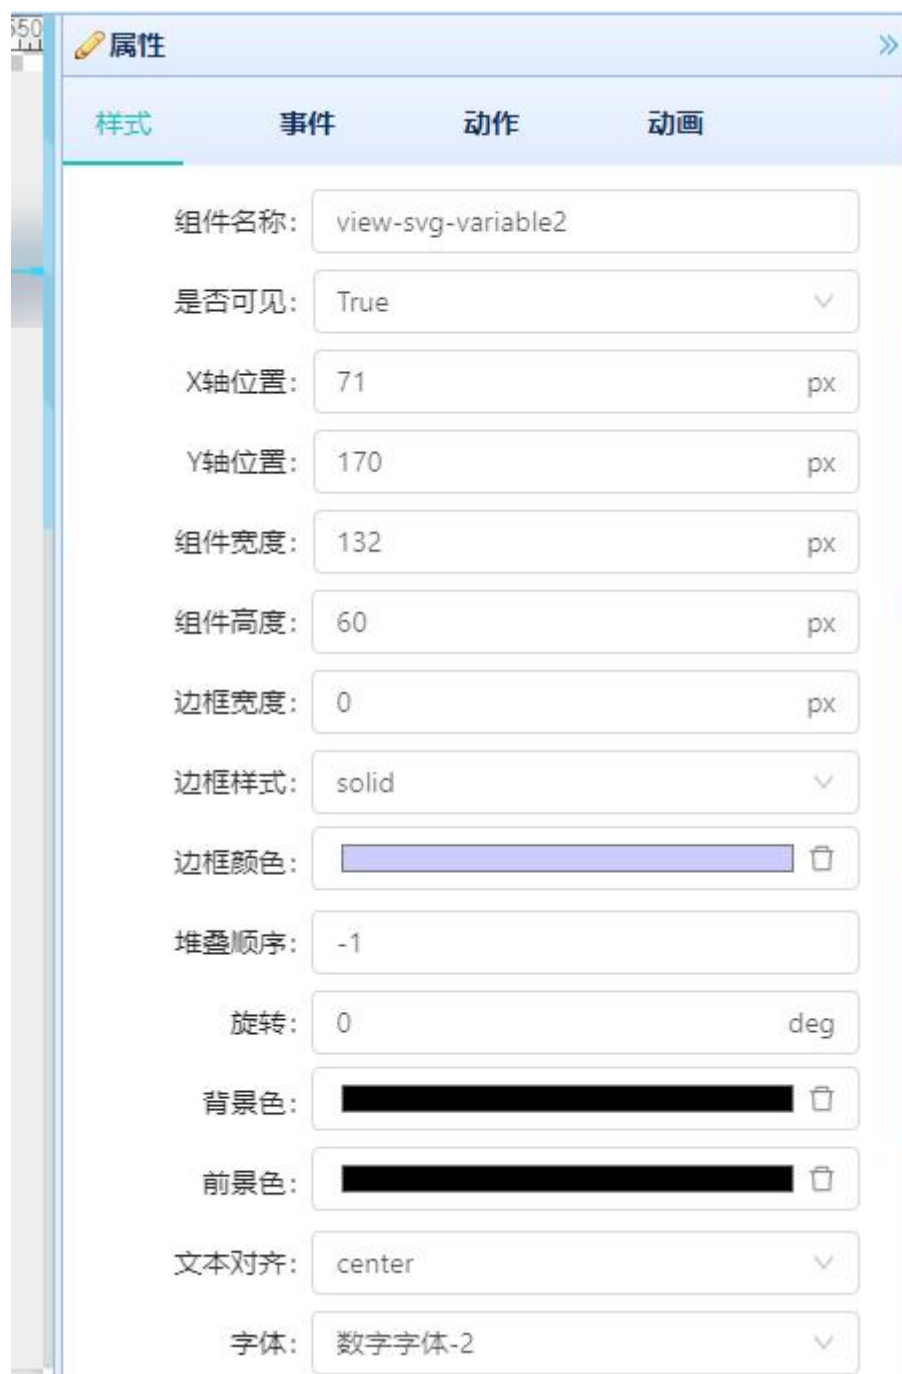 550
属性
样式 事件 动作 动画
组件名称: view-svg-variable2
是否可见: True
X轴位置: 71 px
Y轴位置: 170 px
组件宽度: 132 px
组件高度: 60 px
边框宽度: 0 px
边框样式: solid
边框颜色:
堆叠顺序: -1
旋转: 0 deg
背景色:
前景色:
文本对齐: center
字体: 数字字体-2